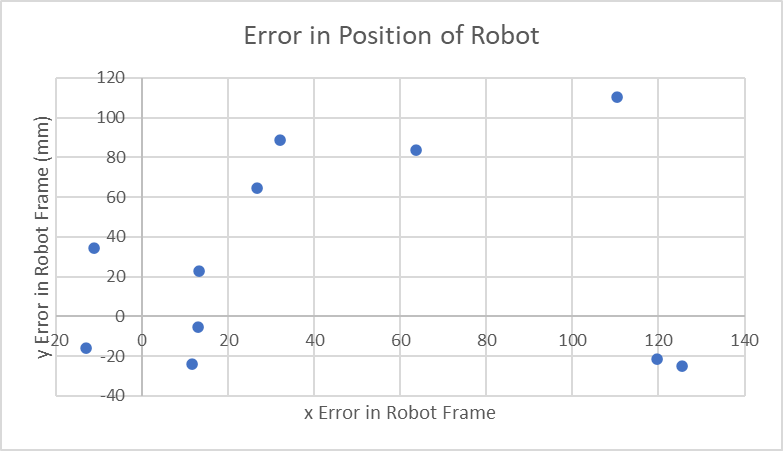 Error in Position of Robot
y Error in Robot Frame (mm)
120
100
80
60
40
20
0
-20
-40
-20 0 20 40 60 80 100 120 140
x Error in Robot Frame